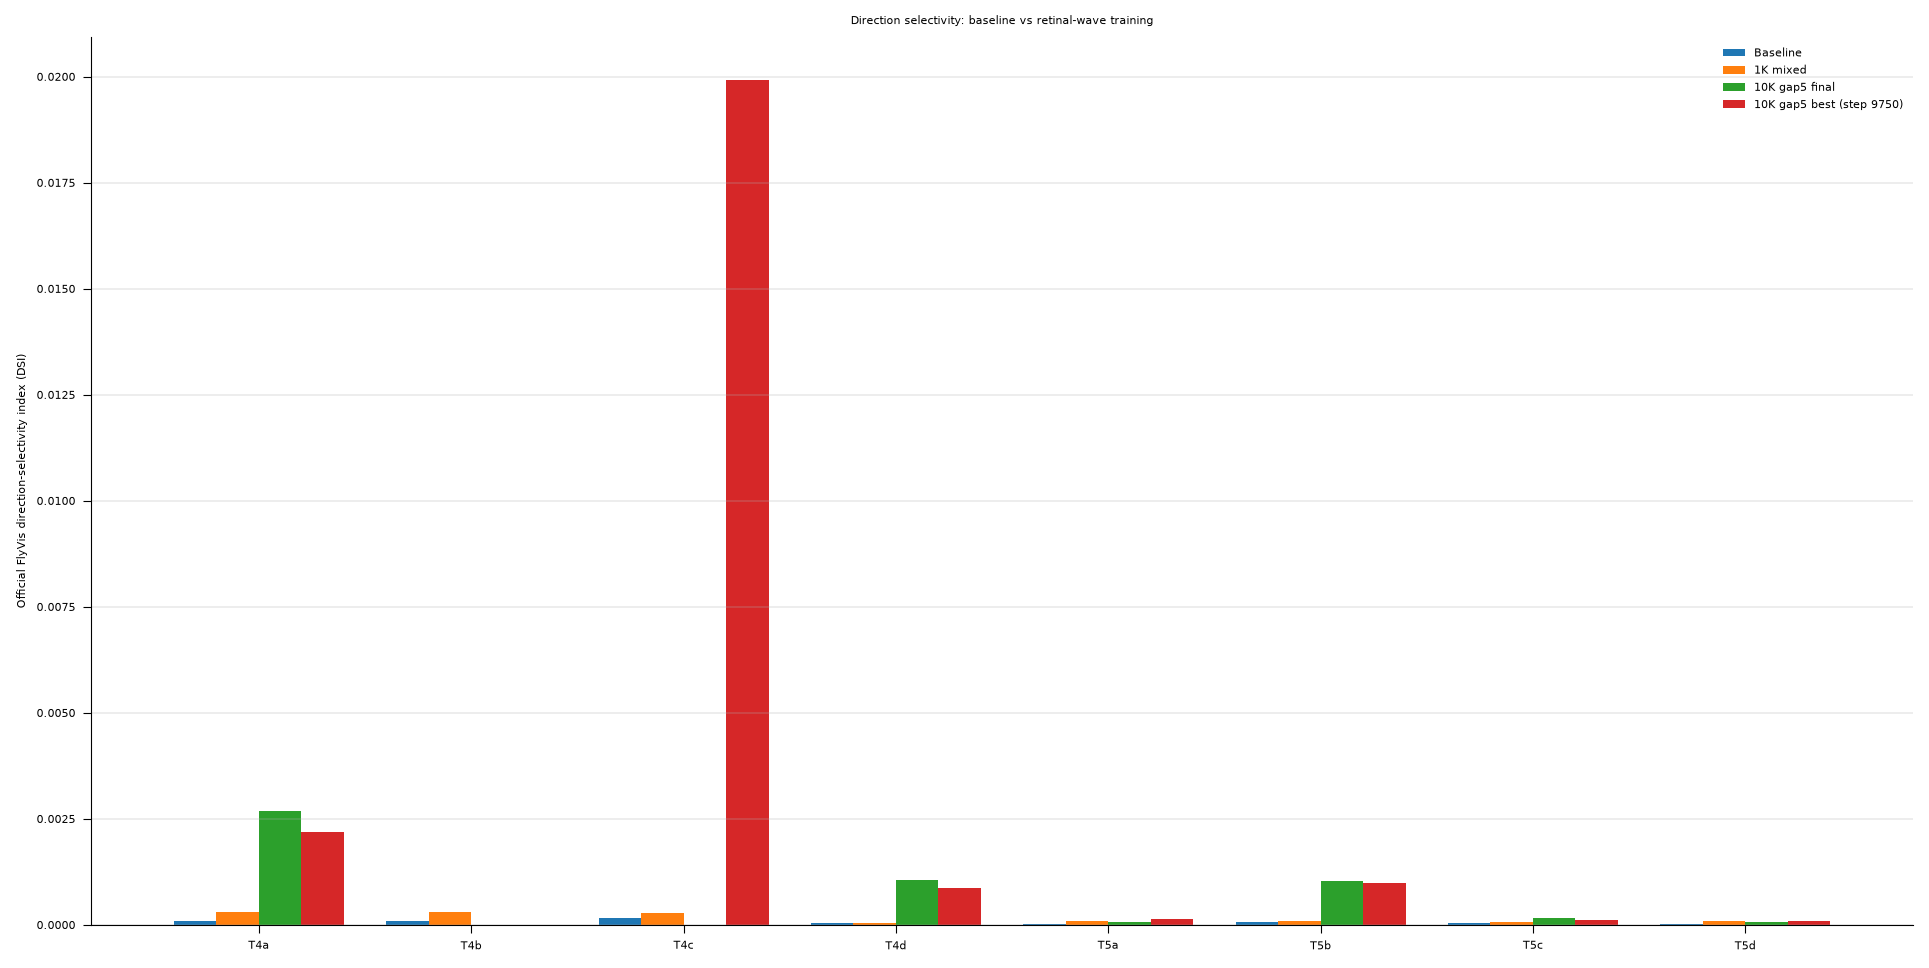 Direction selectivity: baseline vs retinal-wave training
Baseline
1K mixed
10K gap5 final
10K gap5 best (step 9750)
Official FlyVis direction-selectivity index (DSI)
0.0200
0.0175
0.0150
0.0125
0.0100
0.0075
0.0050
0.0025
0.0000
T4a T4b T4c T4d T5a T5b T5c T5d